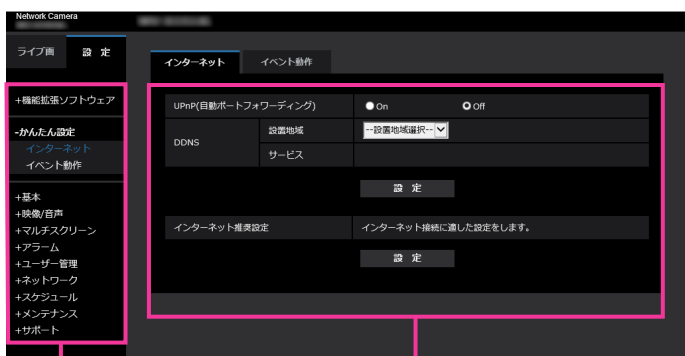 Network Camera
ライブ画 設 定
インターネット イベント動作
+機能拡張ソフトウェア
-かんたん設定
インターネット
イベント動作
+基本
+映像/音声
+マルチスクリーン
+アラーム
+ユーザー管理
+ネットワーク
+スケジュール
+メンテナンス
+サポート
UPnP(自動ポートフォワーディング) On Off
DDNS 設置地域 --設置地域選択--
サービス
設 定
インターネット推奨設定 インターネット接続に適した設定をします。
設 定